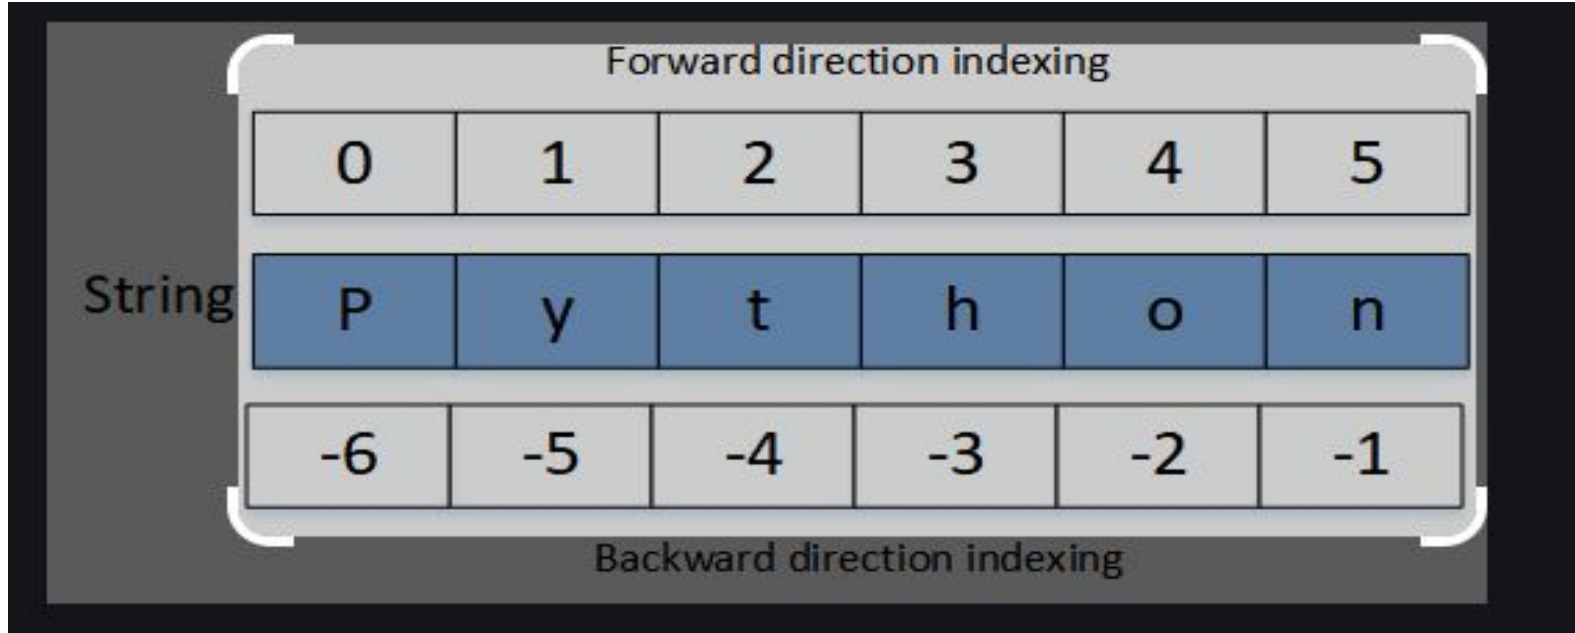 Forward direction indexing
0 1 2 3 4 5
String P y t h o n
-6 -5 -4 -3 -2 -1
Backward direction indexing